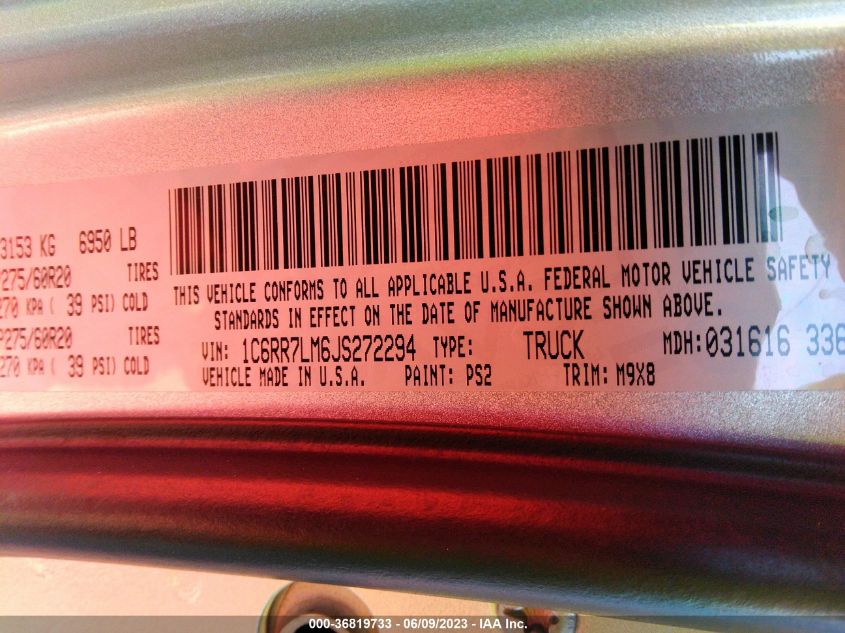 3153 KG 6950 LB
P275/60R20 TIRES
270 KPA ( 39 PSI) COLD
P275/60R20 TIRES
270 KPA ( 39 PSI) COLD
THIS VEHICLE CONFORMS TO ALL APPLICABLE U.S.A. FEDERAL MOTOR VEHICLE SAFETY
STANDARDS IN EFFECT ON THE DATE OF MANUFACTURE SHOWN ABOVE.
VIN: 1C6RR7LM6JS272294 TYPE: TRUCK MDH:031616 336
VEHICLE MADE IN U.S.A. PAINT: PS2 TRIM: M9X8
000-36819733 - 06/09/2023 - IAA Inc.